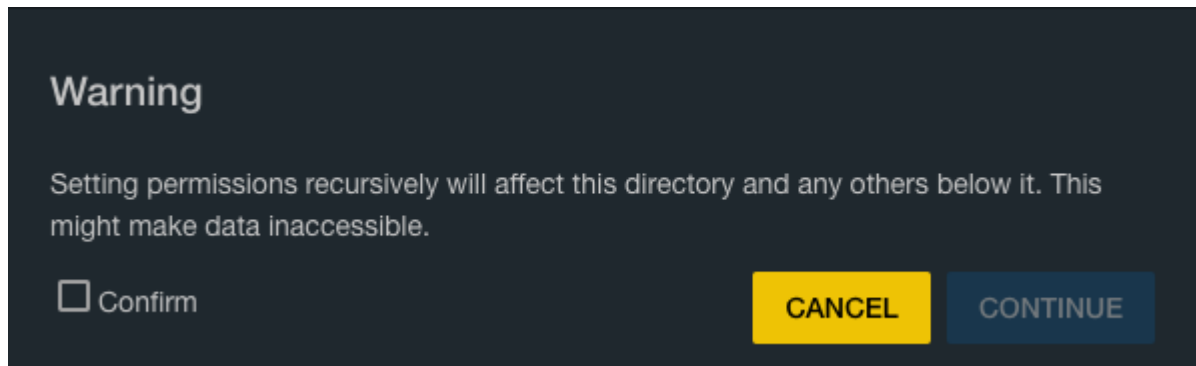 Warning
Setting permissions recursively will affect this directory and any others below it. This
might make data inaccessible.
Confirm
CANCEL
CONTINUE